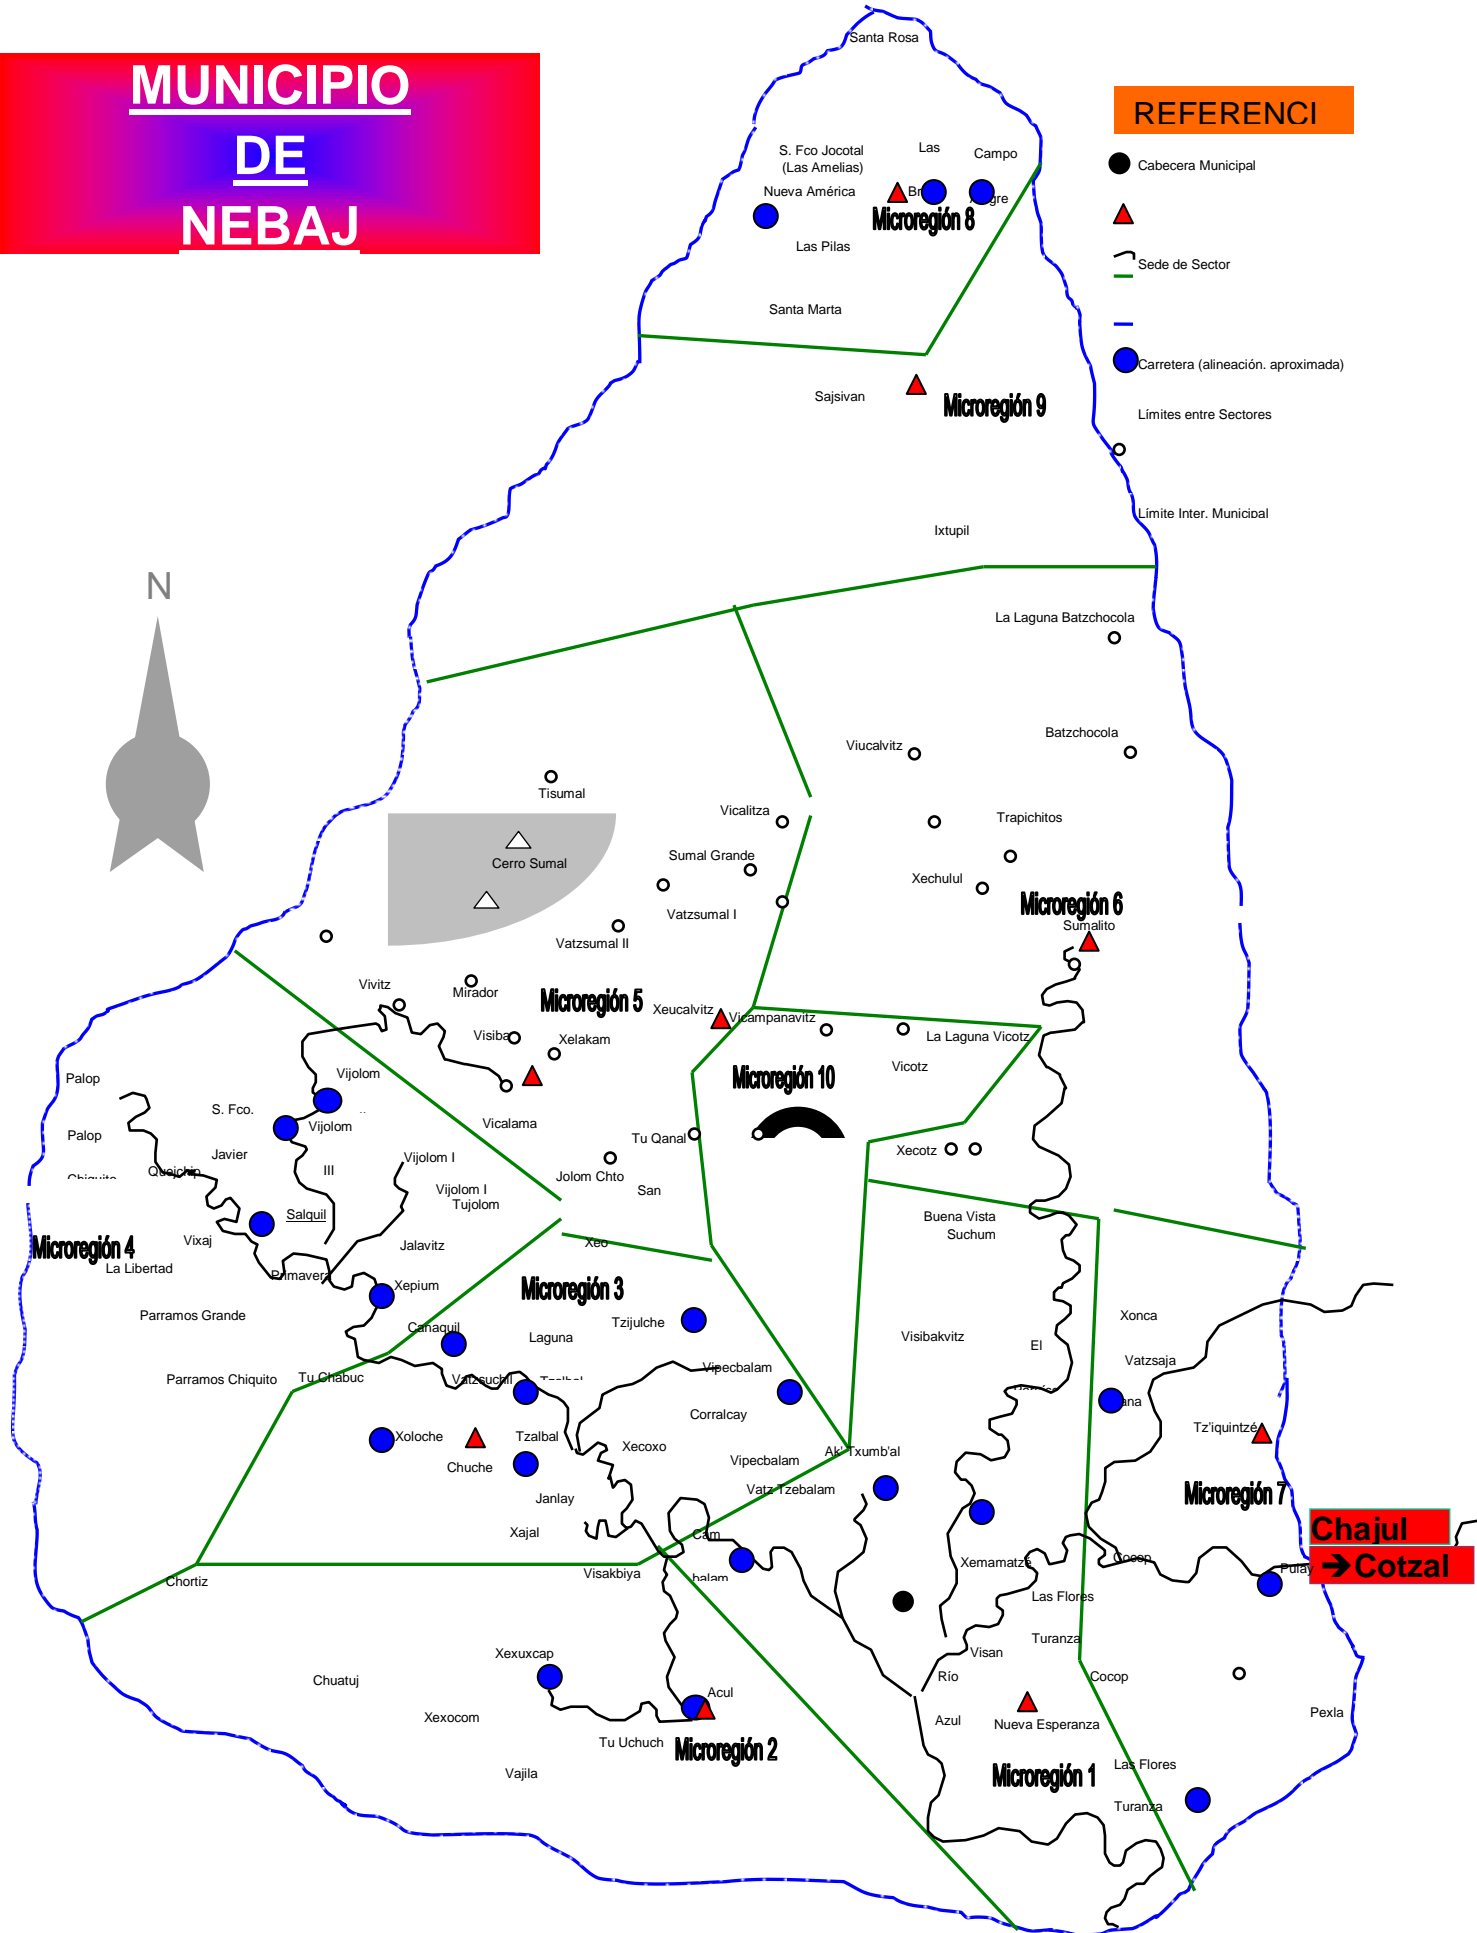 MUNICIPIO
DE
NEBAJ
REFERENCI
Cabecera Municipal
Sede de Sector
Carretera (alineación. aproximada)
Límites entre Sectores
Límite Inter. Municipal
N
Santa Rosa
S. Fco Jocotal
(Las Amelias)
Las
Campo
Nueva América
Microregión 8
Las Pilas
Santa Marta
Sajsivan
Microregión 9
Ixtupil
La Laguna Batzchocola
Batzchocola
Viucalvitz
Tisumal
Vicalitza
Trapichitos
Cerro Sumal
Sumal Grande
Xechulul
Microregión 6
Vatzsumal I
Sumalito
Vatzsumal II
Vivitz
Mirador
Microregión 5
Xeucalvitz
Vicampanavitz
Visiba
Xelakam
La Laguna Vicotz
Vicotz
Microregión 10
Palop
Vijolom
S. Fco.
Vijolom
Vicalama
Palop
Javier
Tu Qanal
Xecotz
Chiquito
Queichip
III
Vijolom I
Jolom Chto
San
Vijolom I
Tujolom
Salquil
Buena Vista
Suchum
Microregión 4
Vixaj
Jalavitz
Xeo
La Libertad
Primavera
Xepium
Microregión 3
Parramos Grande
Canaquil
Laguna
Tzijulche
Visibakvitz
El
Xonca
Vatzsaja
Parramos Chiquito
Tu Chabuc
Vatzsuchil
Tzalbal
Vipecbalam
Corralcay
Tz'iquintzé
Xoloche
Tzalbal
Xecoxo
Chuche
Vipecbalam
Ak' Txumb'al
Vatz Tzebalam
Microregión 7
Janlay
Xajal
Cam
Chajul
Xemamatzé
Cocop
Pulay
➔Cotzal
Chortiz
Visakbiya
balam
Las Flores
Turanza
Xexuxcap
Visan
Chuatuj
Río
Cocop
Acul
Xexocom
Azul
Nueva Esperanza
Pexla
Tu Uchuch
Microregión 2
Vajila
Microregión 1
Las Flores
Turanza